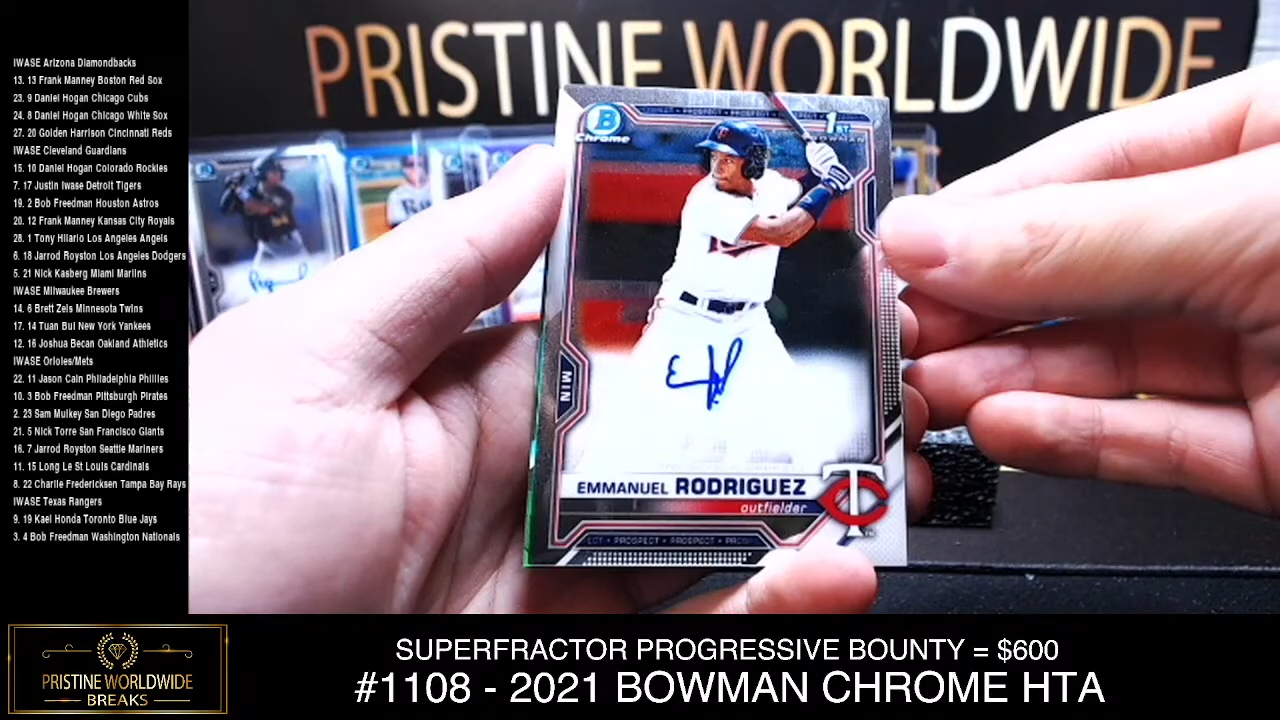 PRISTINE WORLDWIDE
IWASE Arizona Diamondbacks
13. 13 Frank Manney Boston Red Sox
23. 9 Daniel Hogan Chicago Cubs
24. 8 Daniel Hogan Chicago White Sox
27. 20 Golden Harrison Cincinnati Reds
IWASE Cleveland Guardians
15. 10 Daniel Hogan Colorado Rockies
7. 17 Justin Iwase Detroit Tigers
19. 2 Bob Freedman Houston Astros
20. 12 Frank Manney Kansas City Royals
28. 1 Tony Hilario Los Angeles Angels
6. 18 Jarrod Royston Los Angeles Dodgers
5. 21 Nick Kasberg Miami Marlins
IWASE Milwaukee Brewers
14. 6 Brett Zeis Minnesota Twins
17. 14 Tuan Bui New York Yankees
12. 16 Joshua Becan Oakland Athletics
IWASE Orioles/Mets
22. 11 Jason Cain Philadelphia Phillies
10. 3 Bob Freedman Pittsburgh Pirates
2. 23 Sam Mulkey San Diego Padres
21. 5 Nick Torre San Francisco Giants
16. 7 Jarrod Royston Seattle Mariners
11. 15 Long Le St Louis Cardinals
8. 22 Charlie Fredericksen Tampa Bay Rays
IWASE Texas Rangers
9. 19 Kael Honda Toronto Blue Jays
3. 4 Bob Freedman Washington Nationals
B
Chrome
1ST
BOWMAN
MIN
EMMANUEL RODRIGUEZ
outfielder
TC
PROSPECT • PROSPECT
PRISTINE WORLDWIDE
BREAKS
SUPERFRACTOR PROGRESSIVE BOUNTY = $600
#1108 - 2021 BOWMAN CHROME HTA